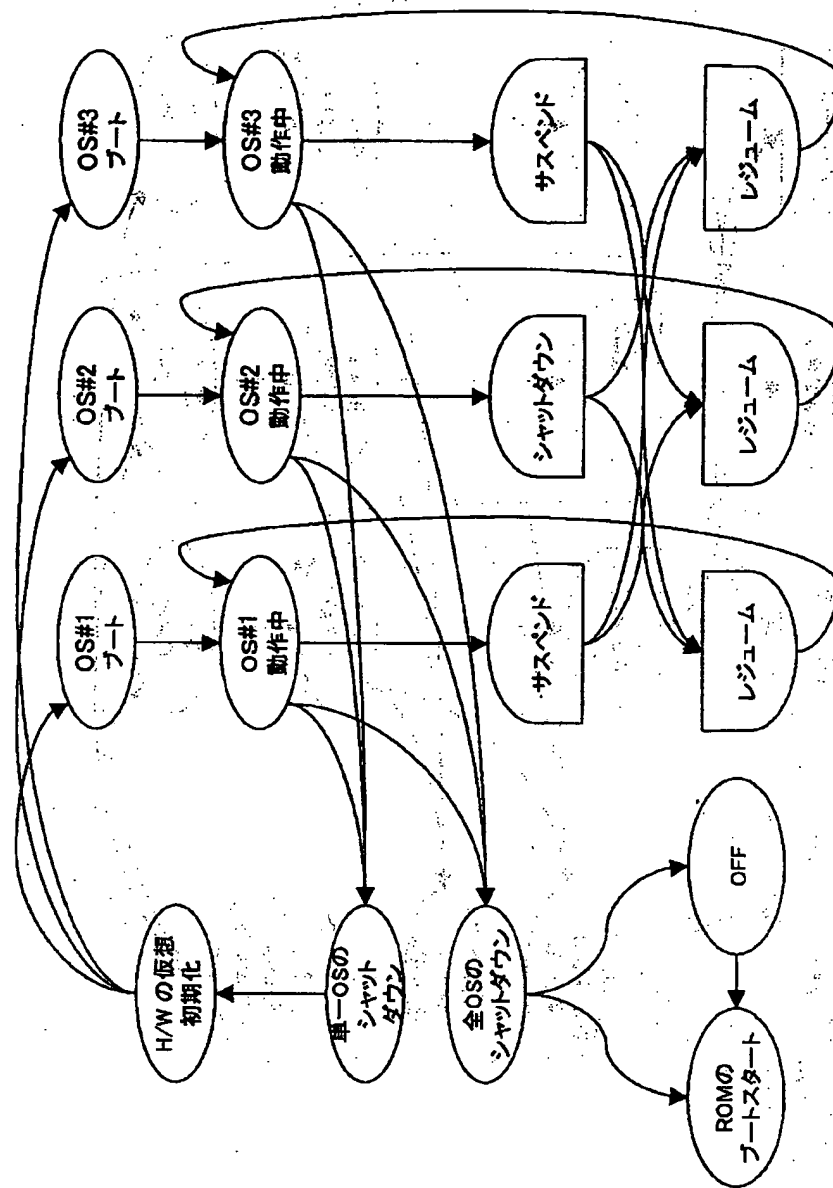 H/Wの仮想
初期化
単一OSの
シャット
ダウン
全OSの
シャットダウン
ROMの
ブートスタート
OFF
OS#1
ブート
OS#1
動作中
サスペンド
レジューム
OS#2
ブート
OS#2
動作中
シャットダウン
レジューム
OS#3
ブート
OS#3
動作中
サスペンド
レジューム